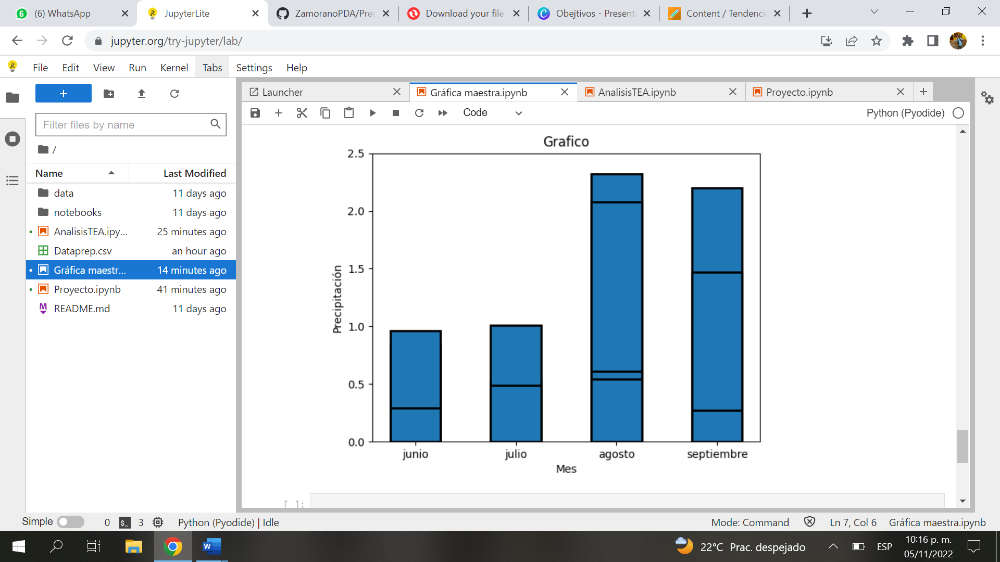 (6) WhatsApp
JupyterLite
ZamoranoPDA/Prec
Download your file
Obejtivos - Presenta
Content / Tendencia
jupyter.org/try-jupyter/lab/
File Edit View Run Kernel Tabs Settings Help
Filter files by name
/
Name Last Modified
data 11 days ago
notebooks 11 days ago
AnalisisTEA.ipy... 25 minutes ago
Dataprep.csv an hour ago
Gráfica maestr... 14 minutes ago
Proyecto.ipynb 41 minutes ago
README.md 11 days ago
Launcher
Gráfica maestra.ipynb
AnalisisTEA.ipynb
Proyecto.ipynb
Code
Python (Pyodide)
Grafico
2.5
2.0
1.5
1.0
0.5
0.0
Precipitación
junio julio agosto septiembre
Mes
[ ]:
Simple 0 3 Python (Pyodide) | Idle Mode: Command Ln 7, Col 6 Gráfica maestra.ipynb
22°C Prac. despejado
ESP
10:16 p. m.
05/11/2022